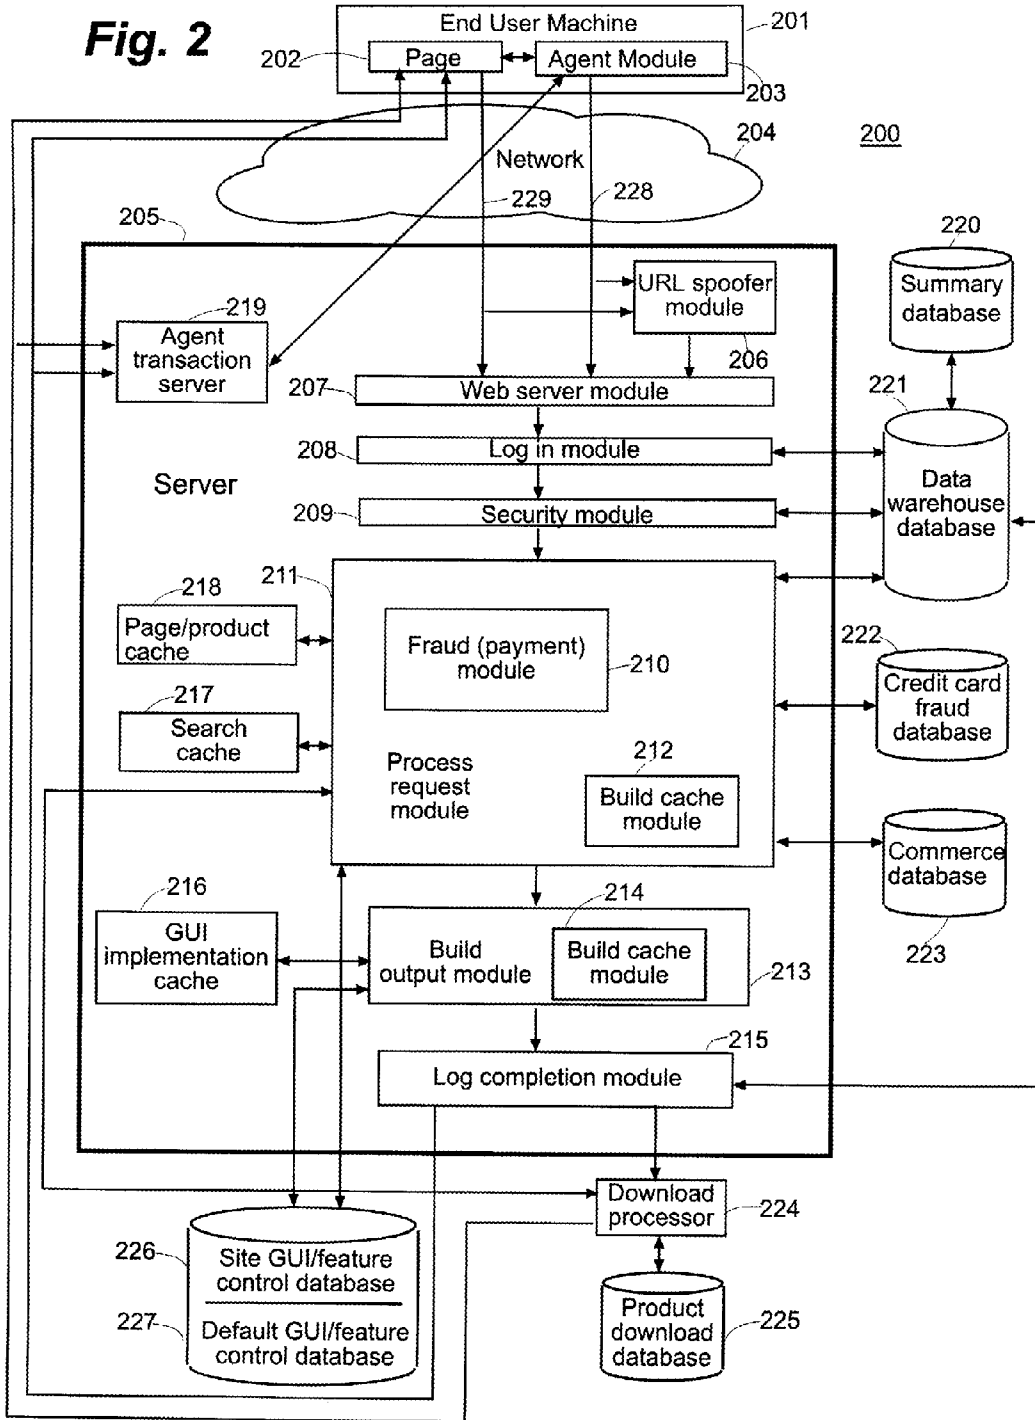 Fig. 2
End User Machine
201
202
Page
Agent Module
203
204
200
Network
229
228
205
220
Summary
database
219
URL spoofer
module
Agent
transaction
server
206
221
207
Web server module
208
Log in module
Server
Data
warehouse
database
209
Security module
211
218
Page/product
cache
Fraud (payment)
module
210
222
Credit card
fraud
database
217
Search
cache
212
Process
request
module
Build cache
module
Commerce
database
216
214
GUI
implementation
cache
Build
output module
Build cache
module
213
223
215
Log completion module
Download
processor
224
226
Site GUI/feature
control database
227
Default GUI/feature
control database
Product
download
database
225